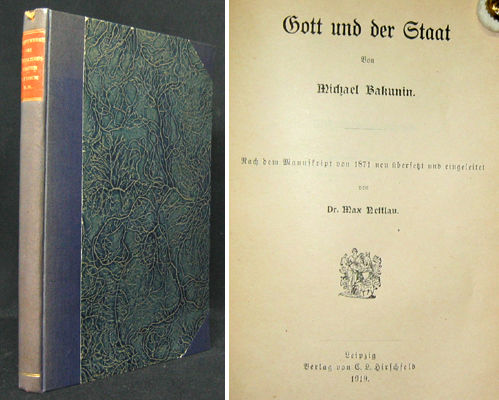 Gott und der Staat
Von
Michael Bakunin.
Nach dem Manuskript von 1871 neu übersetzt und eingeleitet
von
Dr. Max Nettlau.
Leipzig
Verlag von C. L. Hirschfeld
1919.